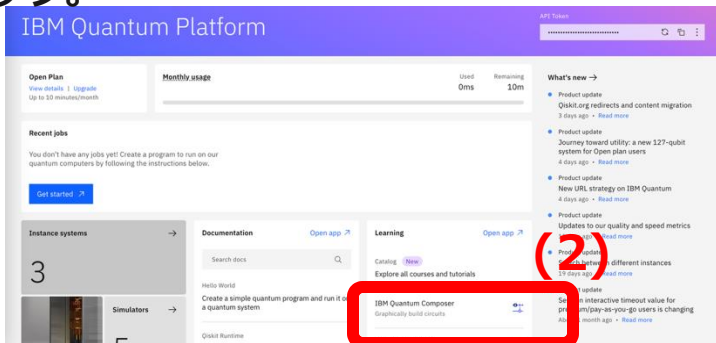 IBM Quantum Platform
API Token
Open Plan
View details | Upgrade
Up to 10 minutes/month
Monthly usage
Used
0ms
Remaining
10m
Recent jobs
You don't have any jobs yet! Create a program to run on our
quantum computers by following the instructions
below.
Get started
What's new →
Product update
Qiskit.org redirects and content migration
3 days ago • Read more
Product update
Journey toward utility: a new 127-qubit
system for Open plan users
4 days ago • Read more
Product update
New URL strategy on IBM Quantum
4 days ago • Read more
Product update
Updates to our quality and speed metrics
ago • Read more
Product update
between different instances
19 days ago • Read more
update
interactive timeout value for
premium/pay-as-you-go users is changing
month ago • Read more
Instance systems →
3
Simulators →
Documentation
Open app
Search docs
Hello World
Create a simple quantum program and run it on
a quantum system
Qiskit Runtime
Learning
Open app
Catalog New
Explore all courses and tutorials
IBM Quantum Composer
Graphically build circuits
(2)